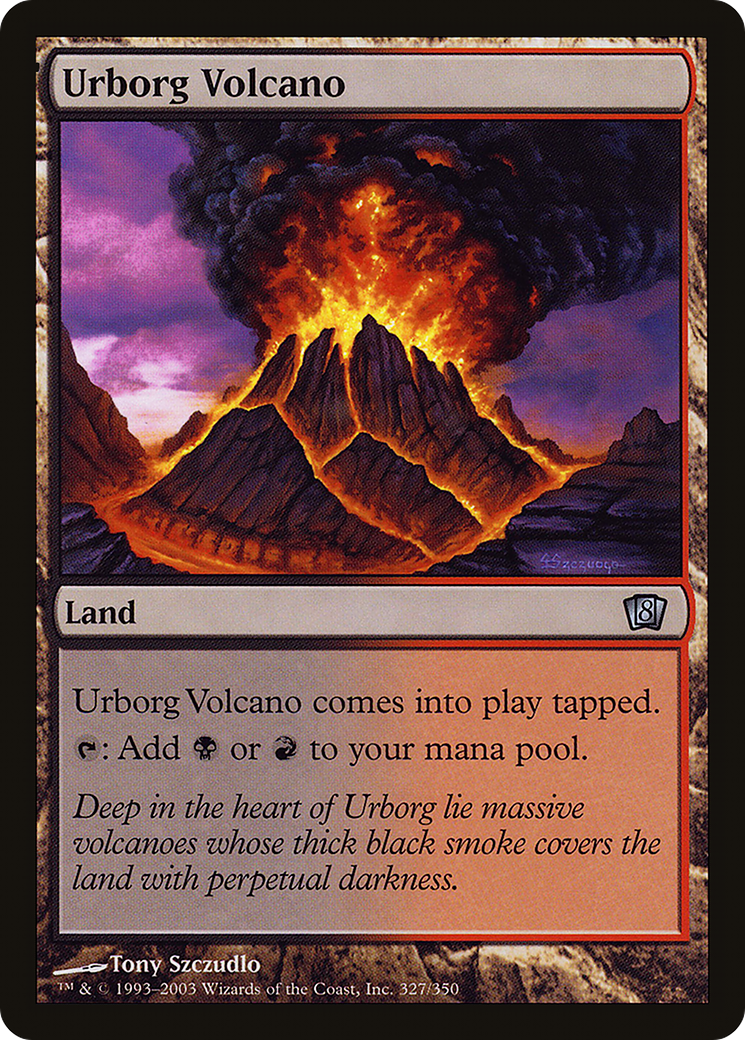 Urborg Volcano
Land
8
Urborg Volcano comes into play tapped.
: Add or to your mana pool.
Deep in the heart of Urborg lie massive
volcanoes whose thick black smoke covers the
land with perpetual darkness.
Tony Szczudlo
™ & © 1993–2003 Wizards of the Coast, Inc. 327/350